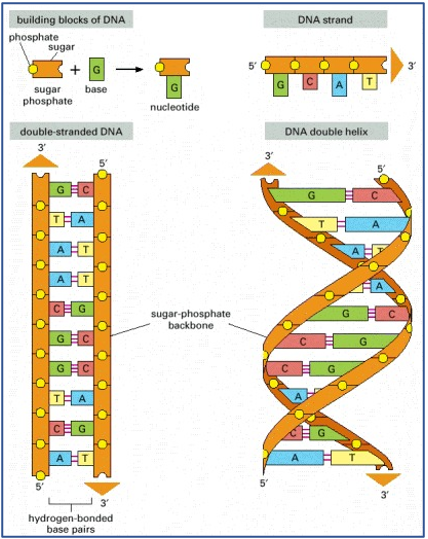 building blocks of DNA
phosphate
sugar
+
G
sugar
phosphate
base
G
nucleotide
DNA strand
5′
3′
G
C
A
T
double-stranded DNA
3′
5′
G C
T A
A T
A T
C G
G C
G C
T A
C G
A T
5′
3′
hydrogen-bonded
base pairs
sugar-phosphate
backbone
DNA double helix
3′
5′
G C
T A
A T
A
G C
C G
C G
A
C G
A T
5′
3′